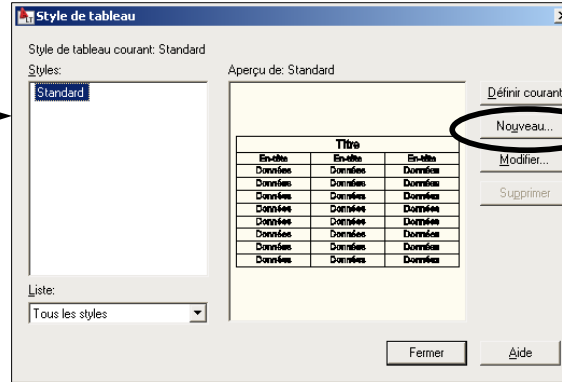 Style de tableau
Style de tableau courant: Standard
Styles:
Standard
Aperçu de: Standard
Titre
En-tête En-tête En-tête
Données Données Données
Données Données Données
Données Données Données
Données Données Données
Données Données Données
Données Données Données
Données Données Données
Données Données Données
Définir courant
Nouveau...
Modifier...
Supprimer
Liste:
Tous les styles
Fermer
Aide